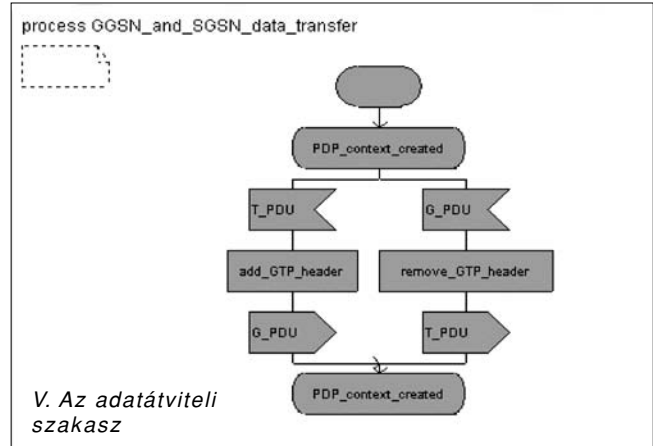 process GGSN_and_SGSN_data_transfer
PDP_context_created
T_PDU
G_PDU
add_GTP_header
remove_GTP_header
G_PDU
T_PDU
PDP_context_created
V. Az adatátviteli
szakasz